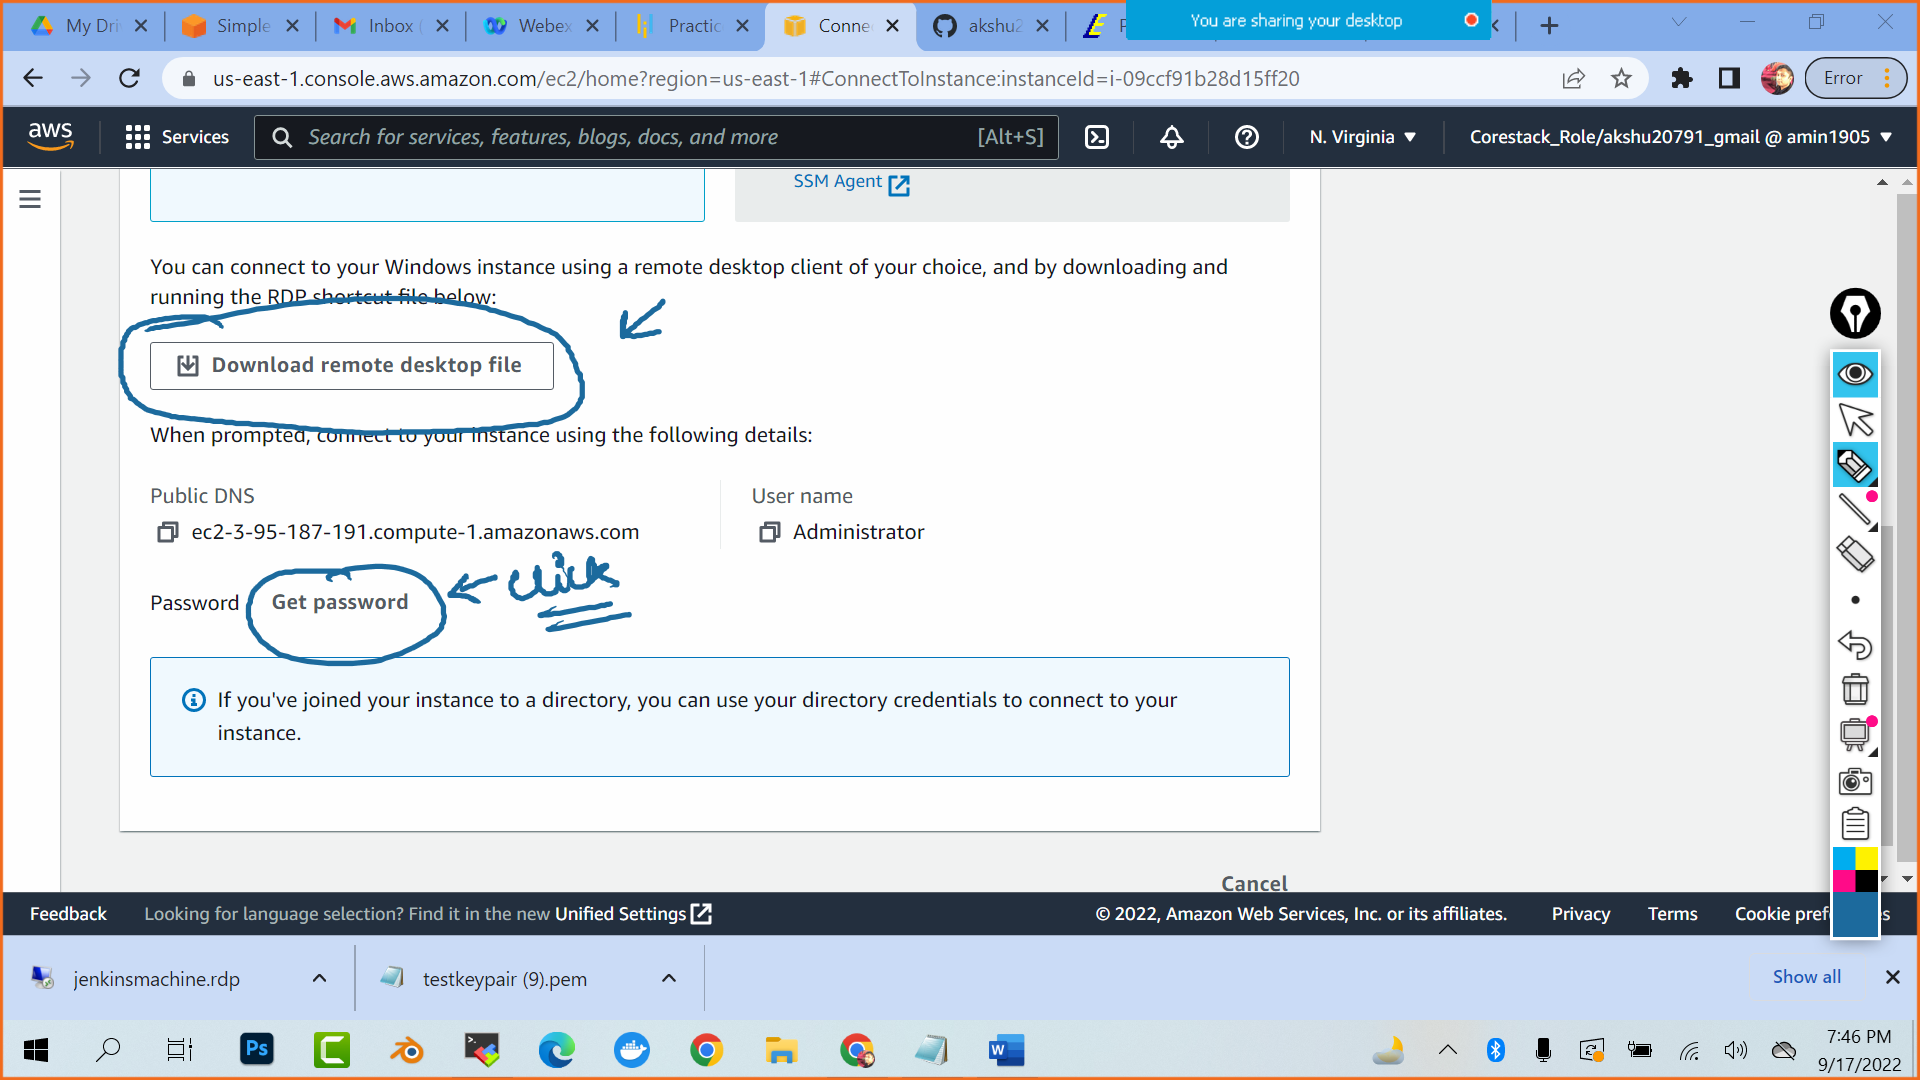 My Dri
Simple
Inbox (
Webex
Practic
Conne
akshu2
You are sharing your desktop
us-east-1.console.aws.amazon.com/ec2/home?region=us-east-1#ConnectToInstance:instanceId=i-09ccf91b28d15ff20
Error
aws
Services
Search for services, features, blogs, docs, and more
[Alt+S]
N. Virginia
Corestack_Role/akshu20791_gmail @ amin1905
SSM Agent
You can connect to your Windows instance using a remote desktop client of your choice, and by downloading and
running the RDP shortcut file below:
Download remote desktop file
When prompted, connect to your instance using the following details:
Public DNS
User name
ec2-3-95-187-191.compute-1.amazonaws.com
Administrator
click
Password
Get password
If you've joined your instance to a directory, you can use your directory credentials to connect to your
instance.
Cancel
Feedback
Looking for language selection? Find it in the new Unified Settings
© 2022, Amazon Web Services, Inc. or its affiliates.
Privacy
Terms
Cookie pref
s
jenkinsmachine.rdp
testkeypair (9).pem
Show all
Ps
C
W
7:46 PM
9/17/2022